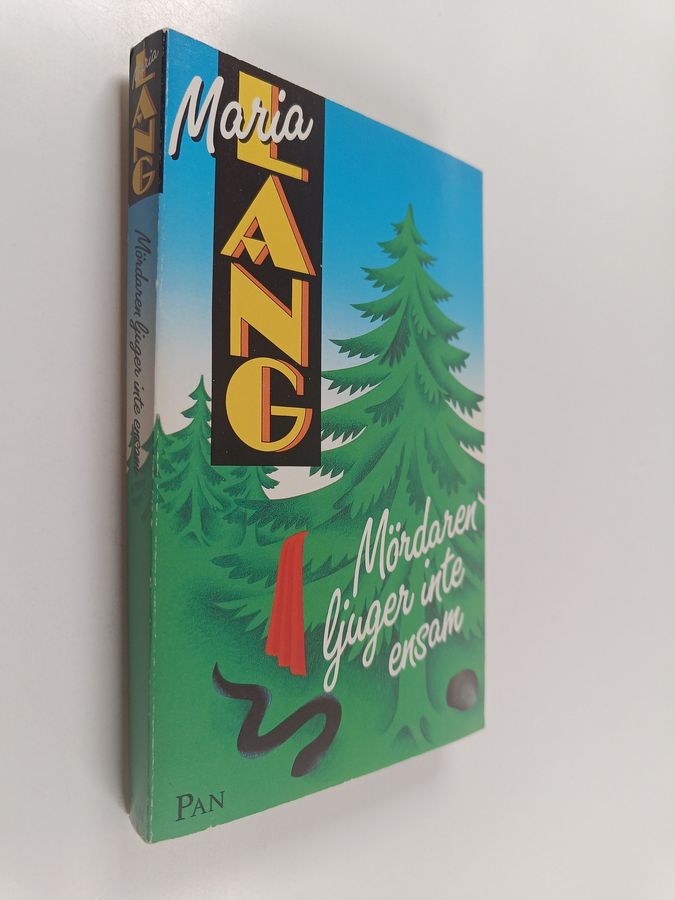 Maria
LANG
Mördaren
ljuger inte
ensam
PAN
Maria
LANG
Mördaren ljuger inte ensam